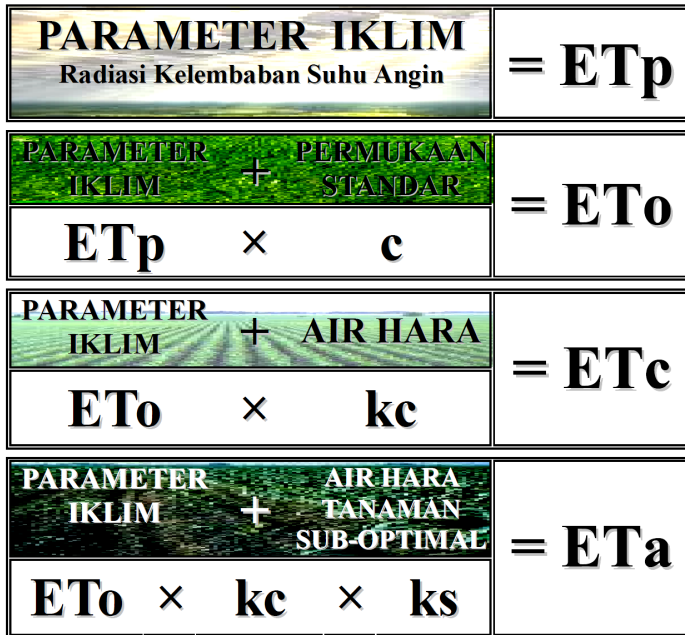 PARAMETER IKLIM
Radiasi Kelembaban Suhu Angin
= ETp
PARAMETER IKLIM + PERMUKAAN STANDAR
= ETo
ETp × c
PARAMETER IKLIM + AIR HARA
= ETc
ETo × kc
PARAMETER IKLIM + AIR HARA TANAMAN SUB-OPTIMAL
= ETa
ETo × kc × ks